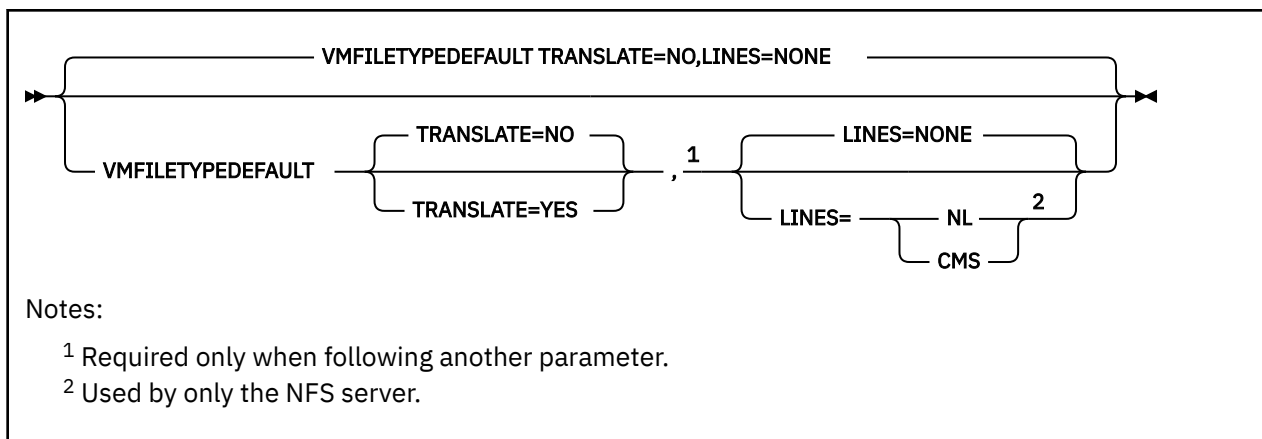 VMFILETYPEDEFAULT TRANSLATE=NO,LINES=NONE
VMFILETYPEDEFAULT
TRANSLATE=NO
TRANSLATE=YES
, 1
LINES=NONE
LINES= NL 2
CMS
Notes:
1 Required only when following another parameter.
2 Used by only the NFS server.